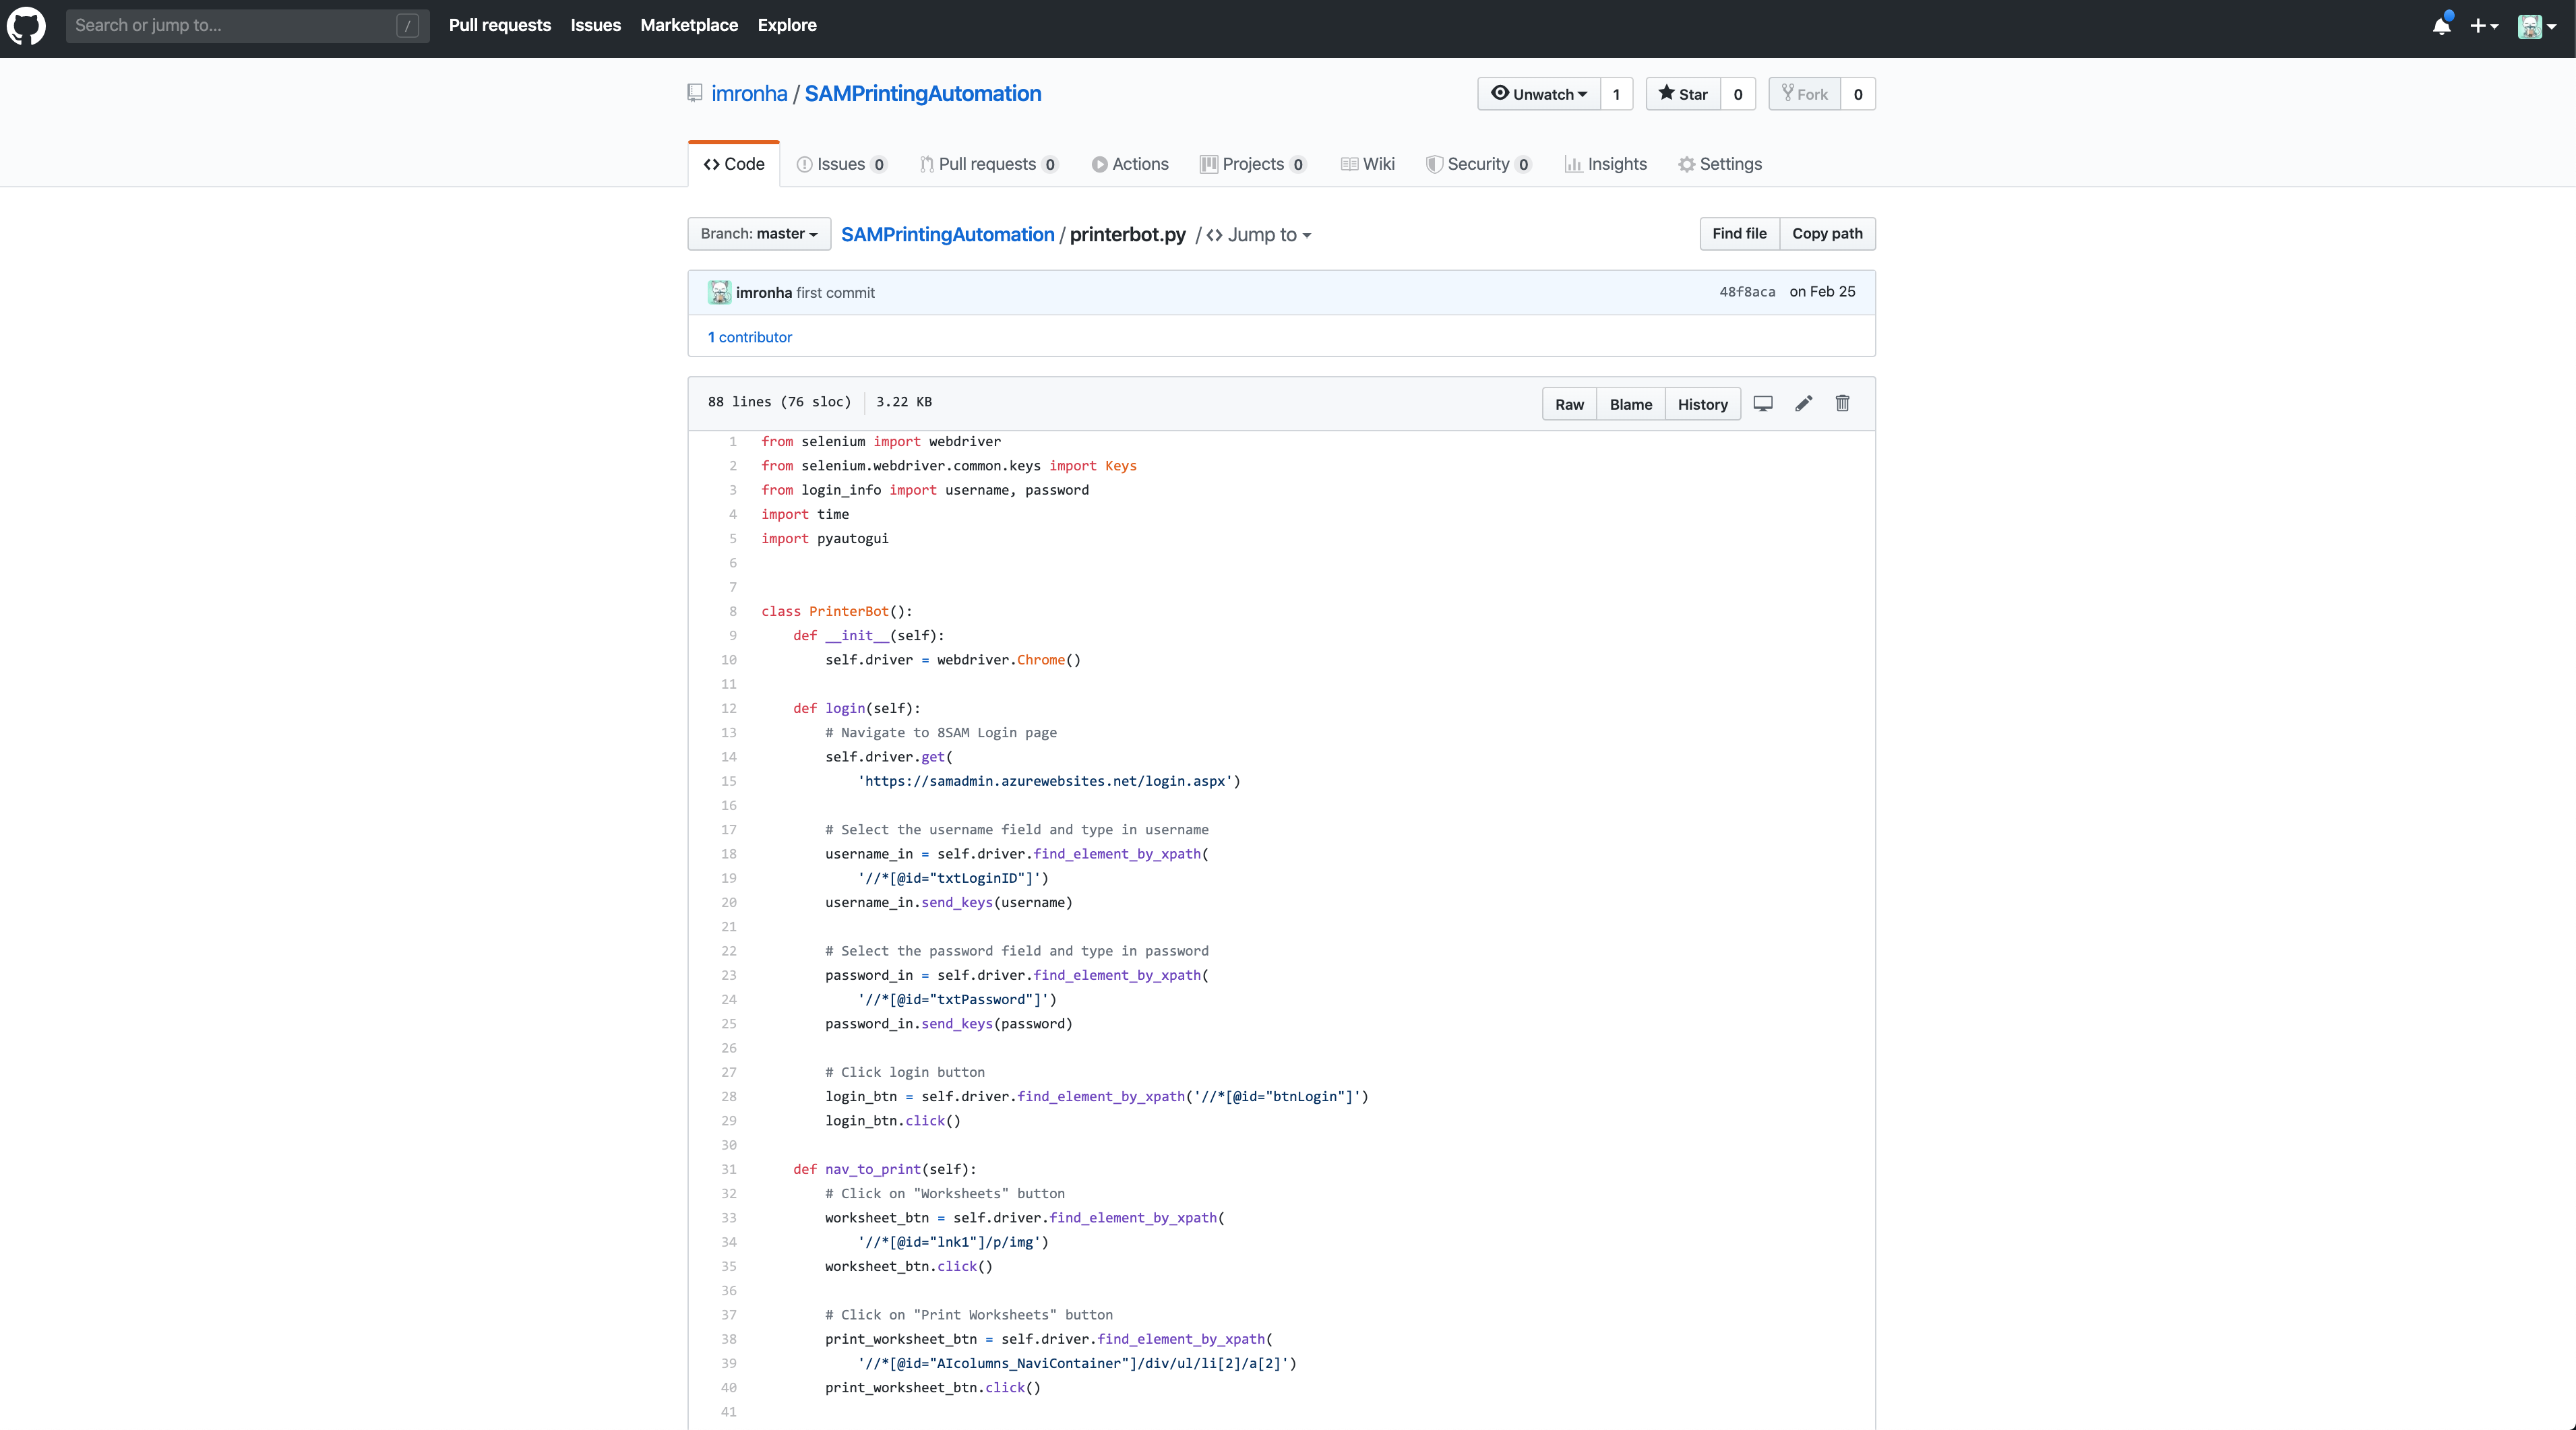 Search or jump to... /
Pull requests Issues Marketplace Explore
imronha / SAMPrintingAutomation
Unwatch 1 Star 0 Fork 0
Code Issues 0 Pull requests 0 Actions Projects 0 Wiki Security 0 Insights Settings
Branch: master SAMPrintingAutomation / printerbot.py / Jump to Find file Copy path
imronha first commit 48f8aca on Feb 25
1 contributor
88 lines (76 sloc) 3.22 KB Raw Blame History
1 from selenium import webdriver
2 from selenium.webdriver.common.keys import Keys
3 from login_info import username, password
4 import time
5 import pyautogui
6
7
8 class PrinterBot():
9     def __init__(self):
10         self.driver = webdriver.Chrome()
11
12     def login(self):
13         # Navigate to 8SAM Login page
14         self.driver.get(
15             'https://samadmin.azurewebsites.net/login.aspx')
16
17         # Select the username field and type in username
18         username_in = self.driver.find_element_by_xpath(
19             '//*[@id="txtLoginID"]')
20         username_in.send_keys(username)
21
22         # Select the password field and type in password
23         password_in = self.driver.find_element_by_xpath(
24             '//*[@id="txtPassword"]')
25         password_in.send_keys(password)
26
27         # Click login button
28         login_btn = self.driver.find_element_by_xpath('//*[@id="btnLogin"]')
29         login_btn.click()
30
31     def nav_to_print(self):
32         # Click on "Worksheets" button
33         worksheet_btn = self.driver.find_element_by_xpath(
34             '//*[@id="lnk1"]/p/img')
35         worksheet_btn.click()
36
37         # Click on "Print Worksheets" button
38         print_worksheet_btn = self.driver.find_element_by_xpath(
39             '//*[@id="AIcolumns_NaviContainer"]/div/ul/li[2]/a[2]')
40         print_worksheet_btn.click()
41